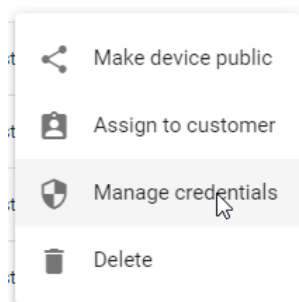 Make device public
Assign to customer
Manage credentials
Delete